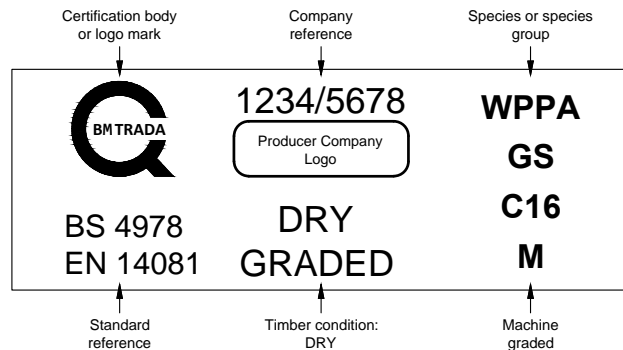 Certification body
or logo mark
Company
reference
Species or species
group
BMTRADA
1234/5678
Producer Company
Logo
WPPA
GS
C16
M
BS 4978
EN 14081
DRY
GRADED
Standard
reference
Timber condition:
DRY
Machine
graded